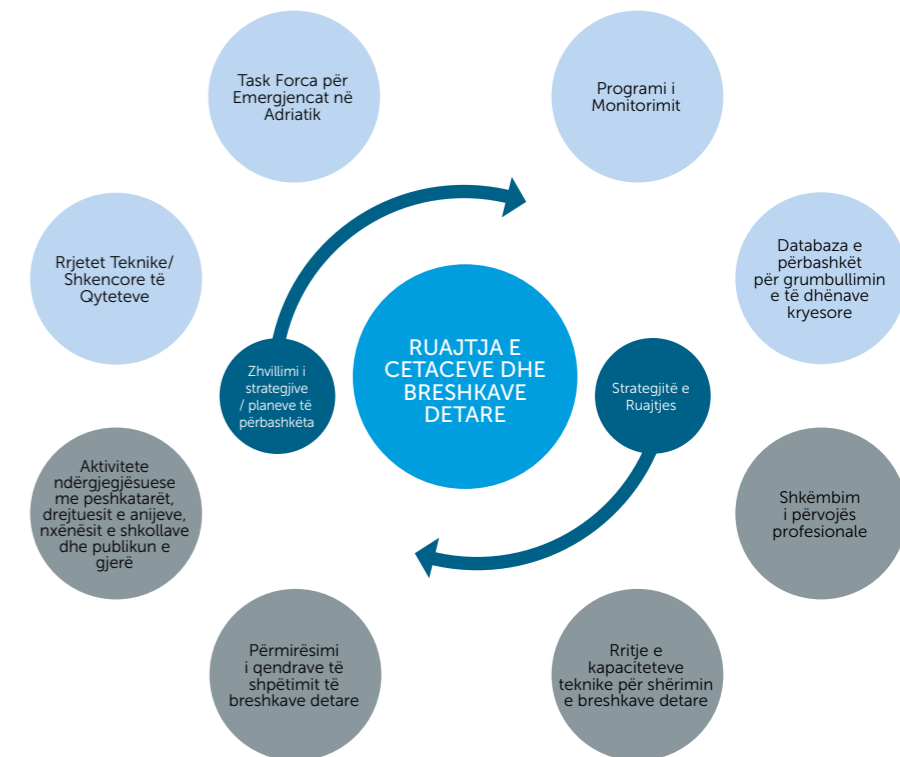 Task Forca për
Emergjencat në
Adriatik
Programi i
Monitorimit
Rrjetet Teknike/
Shkencore të
Qyteteve
Databaza e
përbashkët
për grumbullimin
e të dhënave
kryesore
Zhvillimi i
strategjive
/ planeve të
përbashkëta
RUAJTJA E
CETACEVE DHE
BRESHKAVE
DETARE
Strategjitë e
Ruajtjes
Aktivitete
ndërgjegjësuese
me peshkatarët,
drejtuesit e anijeve,
nxënësit e shkollave
dhe publikun e
gjerë
Shkëmbim
i përvojës
profesionale
Përmirësimi
i qendrave të
shpëtimit të
breshkave detare
Rritje e
kapaciteteve
teknike për shërimin
e breshkave detare